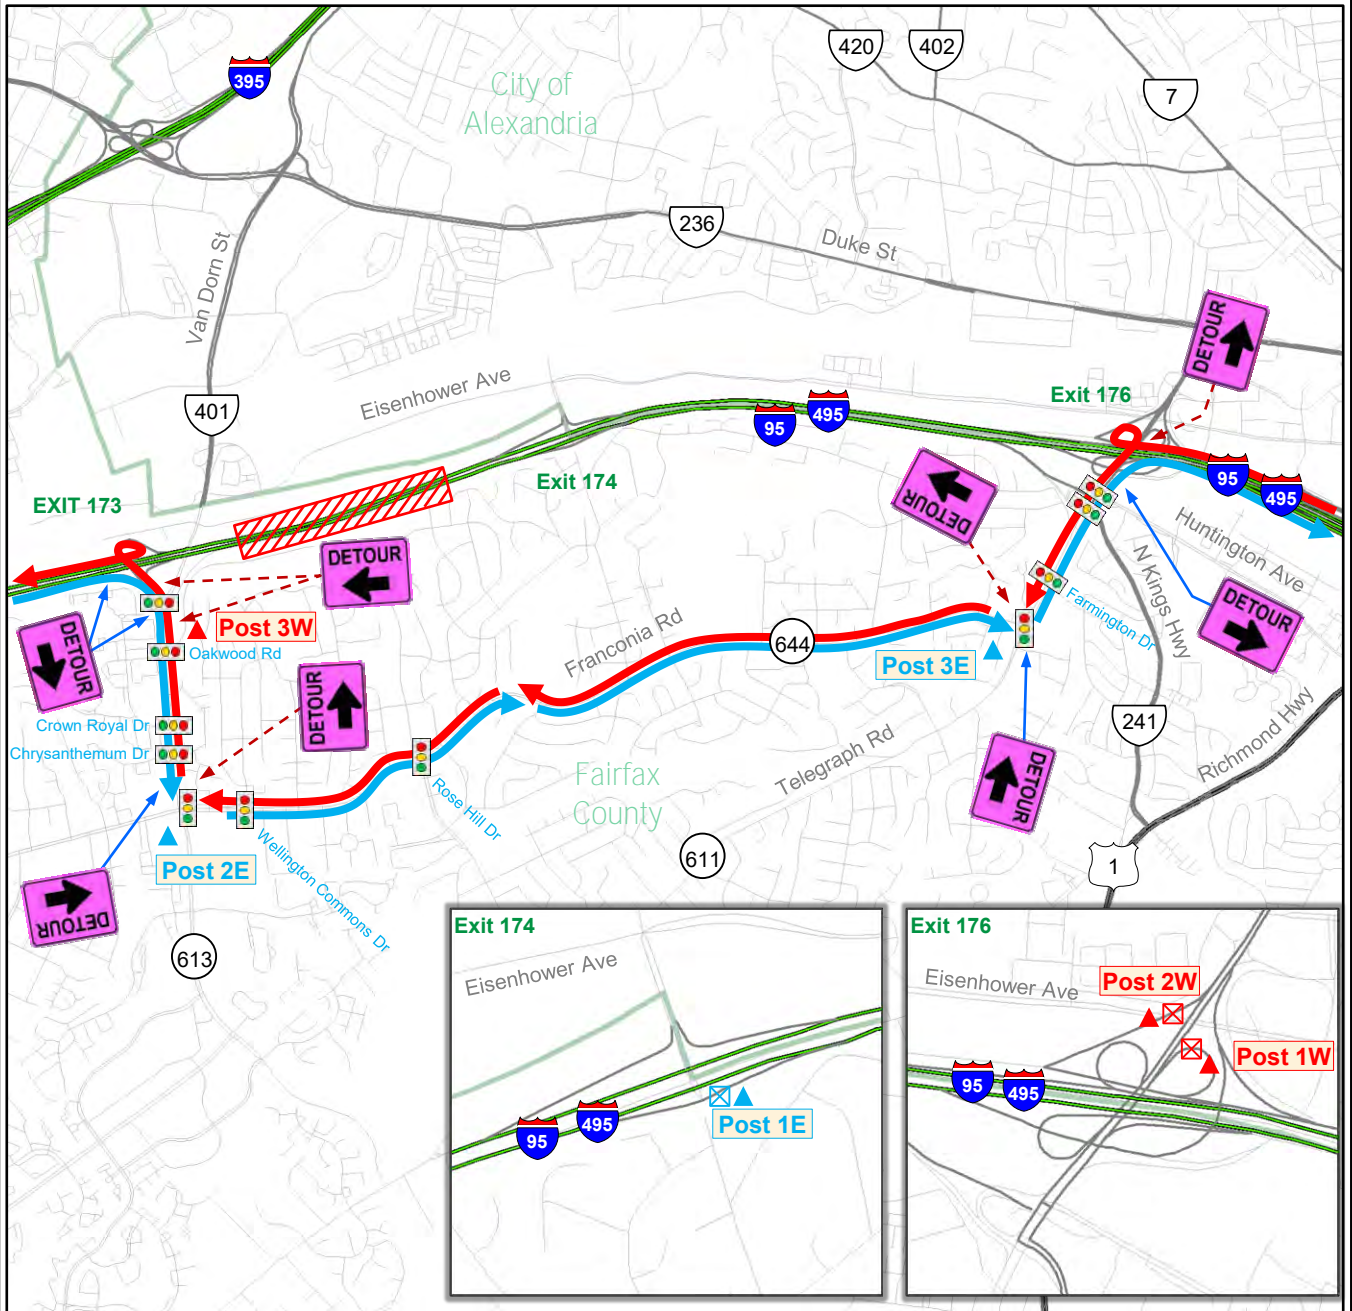 395
City of
Alexandria
420
402
7
236
Duke St
Van Dorn St
DETOUR
Eisenhower Ave
401
Exit 176
95
495
EXIT 173
Exit 174
DETOUR
95
495
Huntington Ave
DETOUR
N Kings Hwy
DETOUR
Farmington Dr
DETOUR
Post 3W
Oakwood Rd
Franconia Rd
644
Post 3E
DETOUR
Crown Royal Dr
Chrysanthemum Dr
241
Richmond Hwy
Telegraph Rd
DETOUR
Fairfax
County
Rose Hill Dr
Wellington Commons Dr
611
1
Post 2E
DETOUR
613
Exit 174
Eisenhower Ave
95
495
Post 1E
Exit 176
Eisenhower Ave
Post 2W
Post 1W
95
495